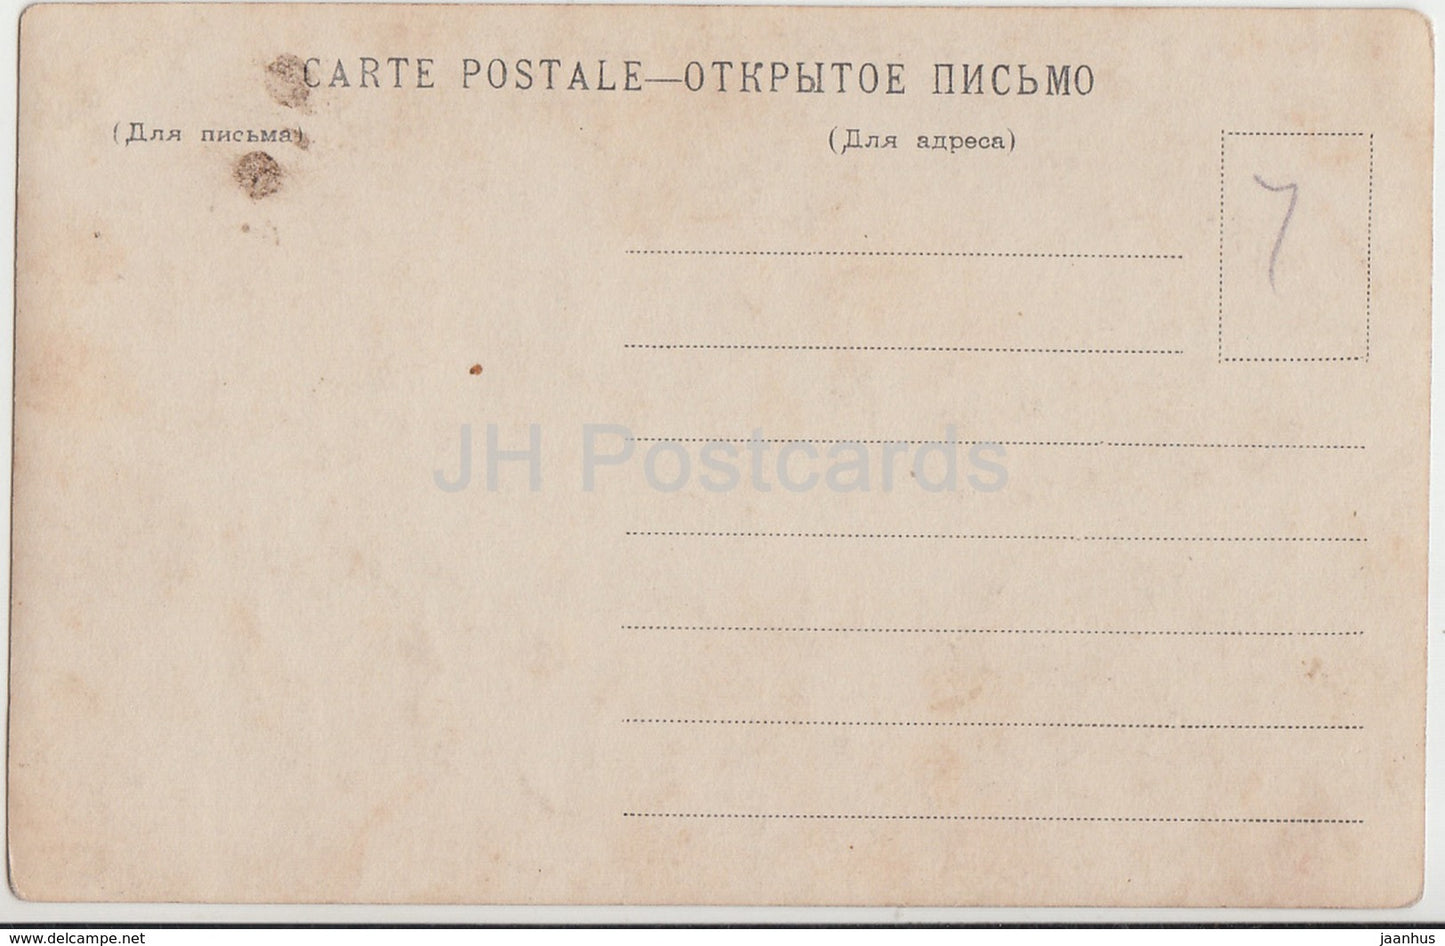 CARTE POSTALE—ОТКРЫТОЕ ПИСЬМО
(Для письма)
(Для адреса)
7
JH Postcards
www.delcampe.net
jaanhus